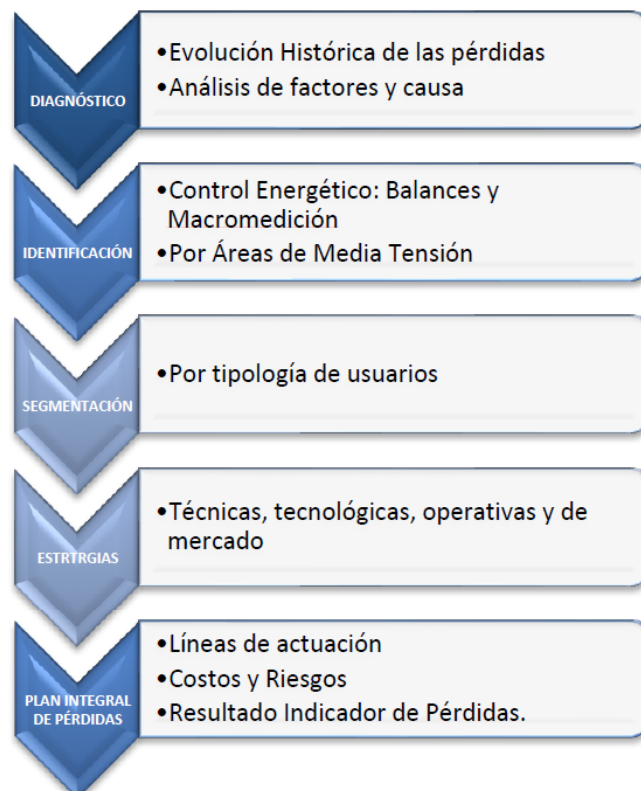 DIAGNÓSTICO
•Evolución Histórica de las pérdidas
•Análisis de factores y causa
IDENTIFICACIÓN
•Control Energético: Balances y
Macromedición
•Por Áreas de Media Tensión
SEGMENTACIÓN
•Por tipología de usuarios
ESTRTRGIAS
•Técnicas, tecnológicas, operativas y de
mercado
PLAN INTEGRAL
DE PÉRDIDAS
•Líneas de actuación
•Costos y Riesgos
•Resultado Indicador de Pérdidas.